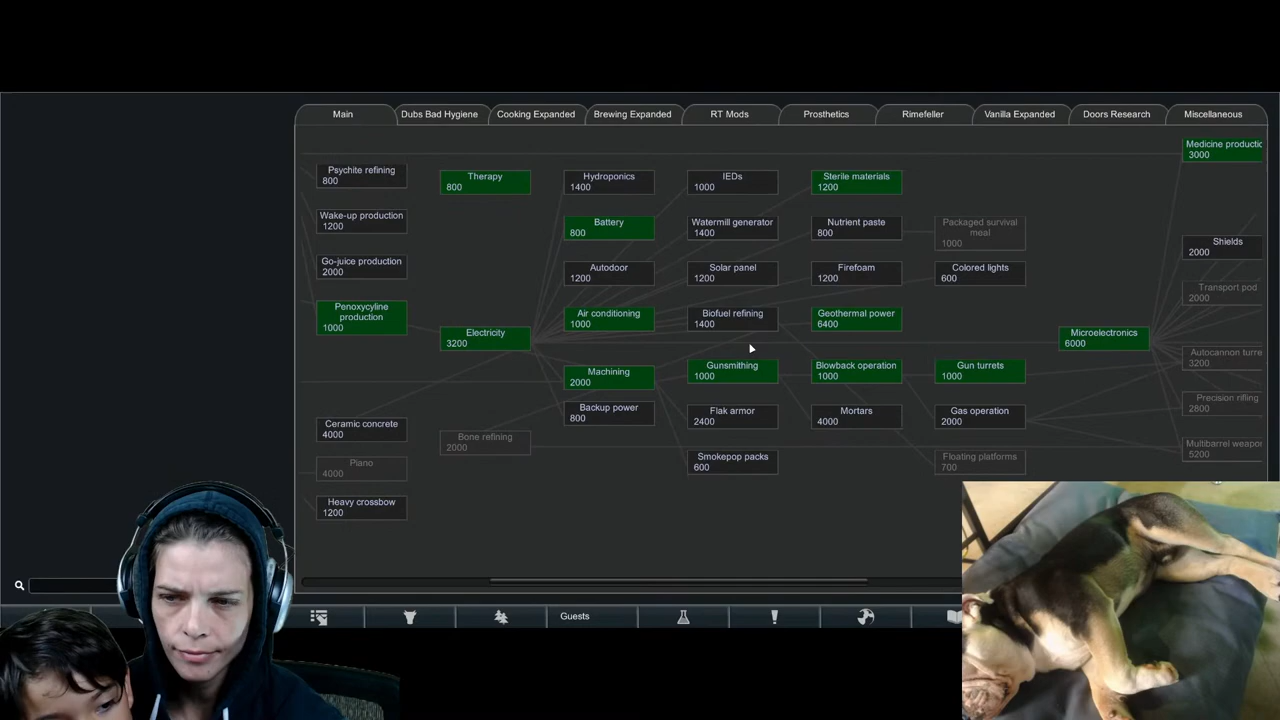 Main
Dubs Bad Hygiene
Cooking Expanded
Brewing Expanded
RT Mods
Prosthetics
Rimefeller
Vanilla Expanded
Doors Research
Miscellaneous
Medicine productic
3000
Psychite refining
800
Therapy
800
Hydroponics
1400
IEDs
1000
Sterile materials
1200
Wake-up production
1200
Battery
800
Watermill generator
1400
Nutrient paste
800
Packaged survival
meal
1000
Shields
2000
Go-juice production
2000
Autodoor
1200
Solar panel
1200
Firefoam
1200
Colored lights
600
Transport pod
2000
Penoxycyline
production
1000
Electricity
3200
Air conditioning
1000
Biofuel refining
1400
Geothermal power
6400
Microelectronics
6000
Autocannon turre
3200
Machining
2000
Gunsmithing
1000
Blowback operation
1000
Gun turrets
1000
Precision rifling
2800
Ceramic concrete
4000
Backup power
800
Flak armor
2400
Mortars
4000
Gas operation
2000
Multibarrel weapor
5200
Bone refining
2000
Piano
4000
Smokepop packs
600
Floating platforms
700
Heavy crossbow
1200
Guests